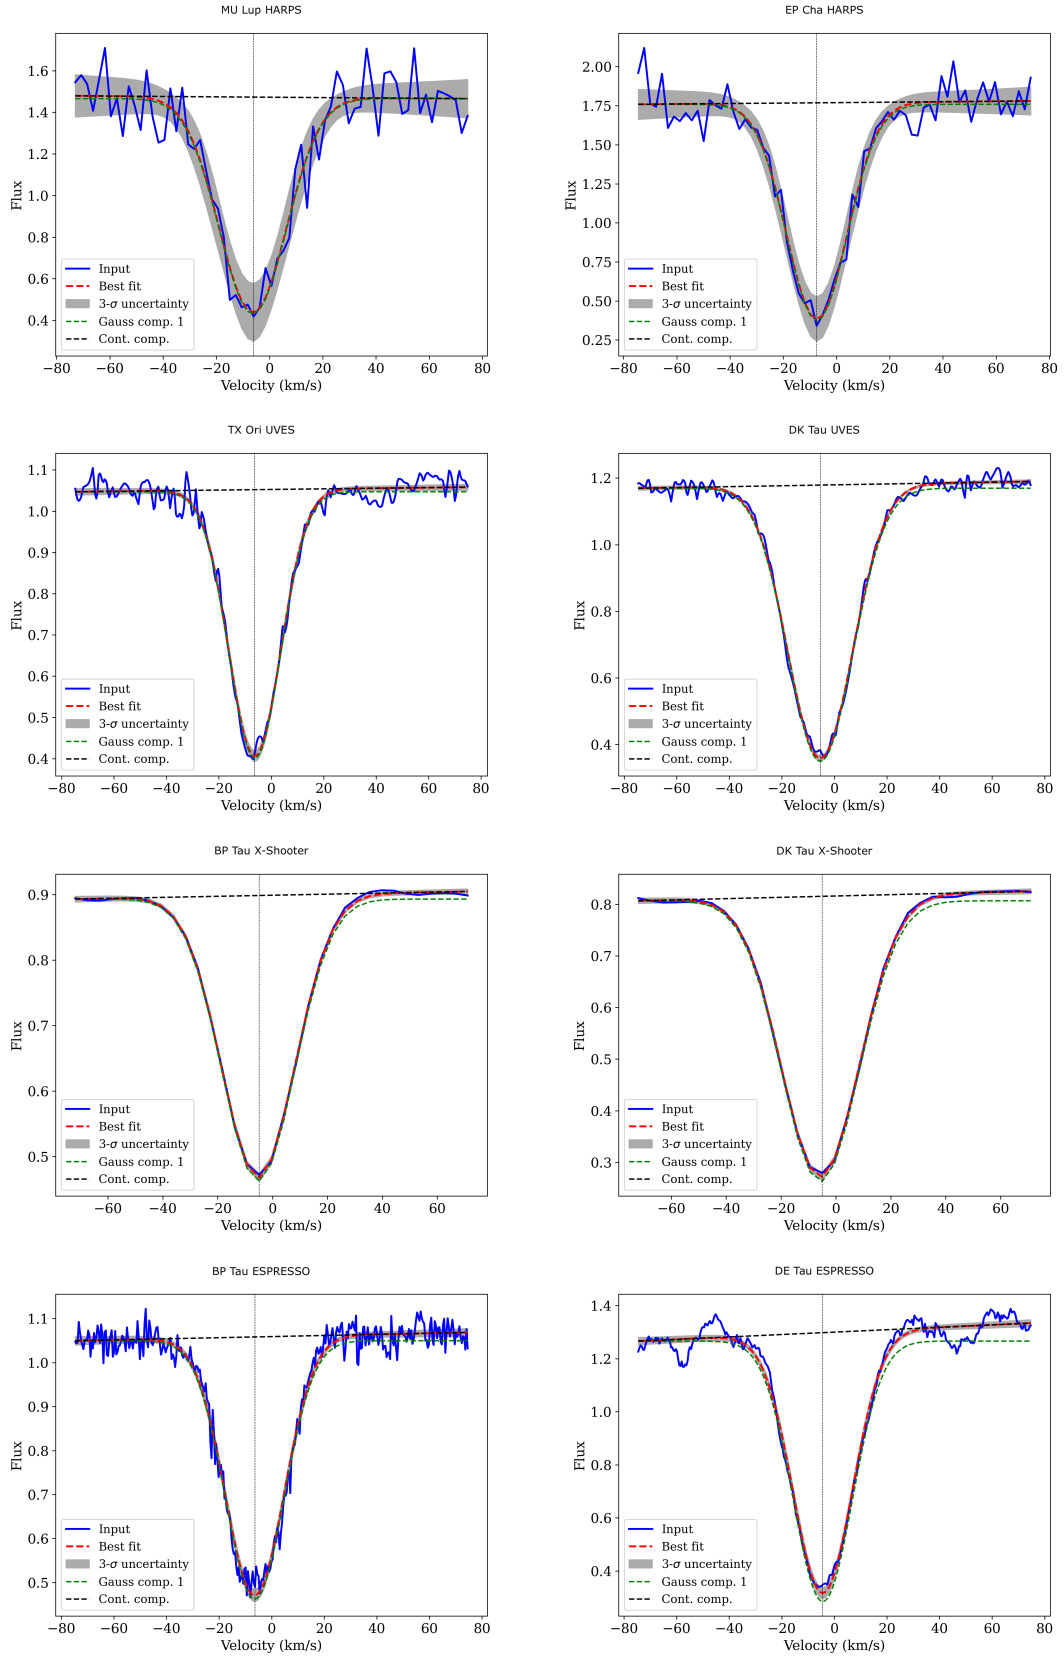 MU Lup HARPS
Flux
1.6
1.4
1.2
1.0
0.8
0.6
0.4
Input
Best fit
3-σ uncertainty
Gauss comp. 1
Cont. comp.
−80 −60 −40 −20 0 20 40 60 80
Velocity (km/s)
EP Cha HARPS
Flux
2.00
1.75
1.50
1.25
1.00
0.75
0.50
0.25
Input
Best fit
3-σ uncertainty
Gauss comp. 1
Cont. comp.
−80 −60 −40 −20 0 20 40 60 80
Velocity (km/s)
TX Ori UVES
Flux
1.1
1.0
0.9
0.8
0.7
0.6
0.5
0.4
Input
Best fit
3-σ uncertainty
Gauss comp. 1
Cont. comp.
−80 −60 −40 −20 0 20 40 60 80
Velocity (km/s)
DK Tau UVES
Flux
1.2
1.0
0.8
0.6
0.4
Input
Best fit
3-σ uncertainty
Gauss comp. 1
Cont. comp.
−80 −60 −40 −20 0 20 40 60 80
Velocity (km/s)
BP Tau X-Shooter
Flux
0.9
0.8
0.7
0.6
0.5
Input
Best fit
3-σ uncertainty
Gauss comp. 1
Cont. comp.
−60 −40 −20 0 20 40 60
Velocity (km/s)
DK Tau X-Shooter
Flux
0.8
0.7
0.6
0.5
0.4
0.3
Input
Best fit
3-σ uncertainty
Gauss comp. 1
Cont. comp.
−60 −40 −20 0 20 40 60
Velocity (km/s)
BP Tau ESPRESSO
Flux
1.1
1.0
0.9
0.8
0.7
0.6
0.5
Input
Best fit
3-σ uncertainty
Gauss comp. 1
Cont. comp.
−80 −60 −40 −20 0 20 40 60 80
Velocity (km/s)
DE Tau ESPRESSO
Flux
1.4
1.2
1.0
0.8
0.6
0.4
Input
Best fit
3-σ uncertainty
Gauss comp. 1
Cont. comp.
−80 −60 −40 −20 0 20 40 60 80
Velocity (km/s)